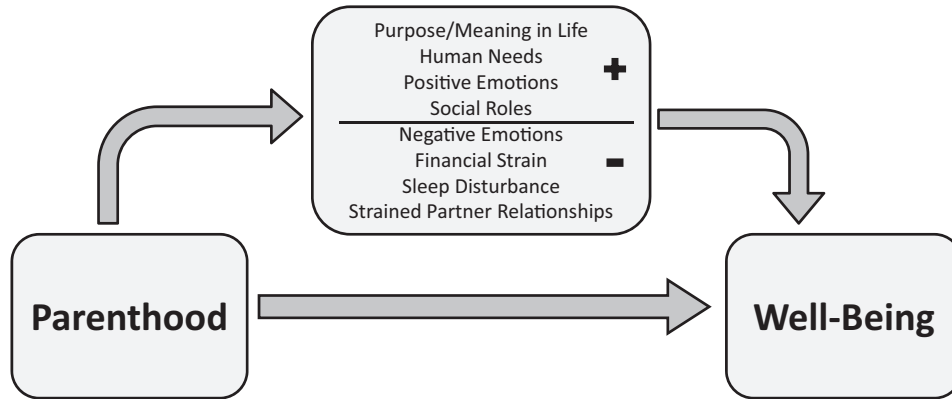 Purpose/Meaning in Life
Human Needs
Positive Emotions
Social Roles
+
Negative Emotions
Financial Strain
Sleep Disturbance
Strained Partner Relationships
-
Parenthood
Well-Being